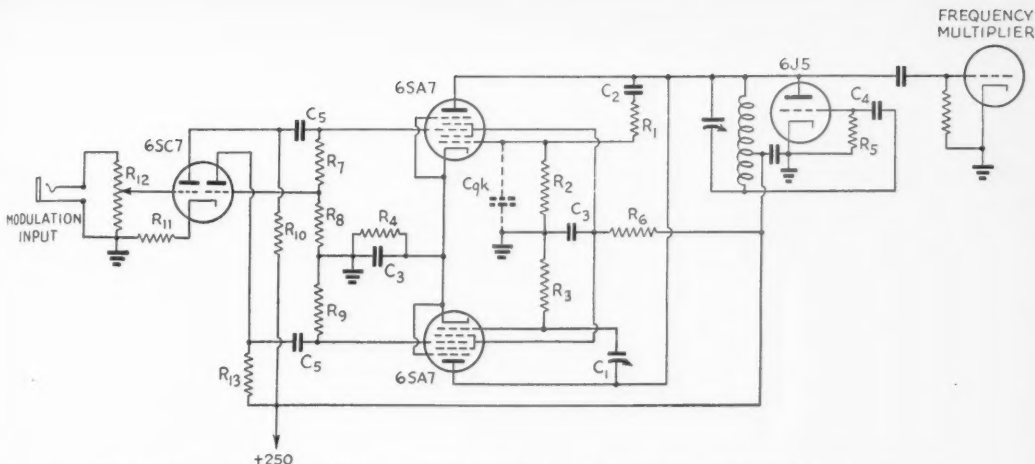 FREQUENCY
MULTIPLIER
6J5
6SA7
C2
C4
C5
R1
6SC7
R5
R7
R12
Cgk
R2
R8
R4
C3
R6
MODULATION
INPUT
R11
R10
C3
R3
R9
C5
6SA7
C1
R13
+250